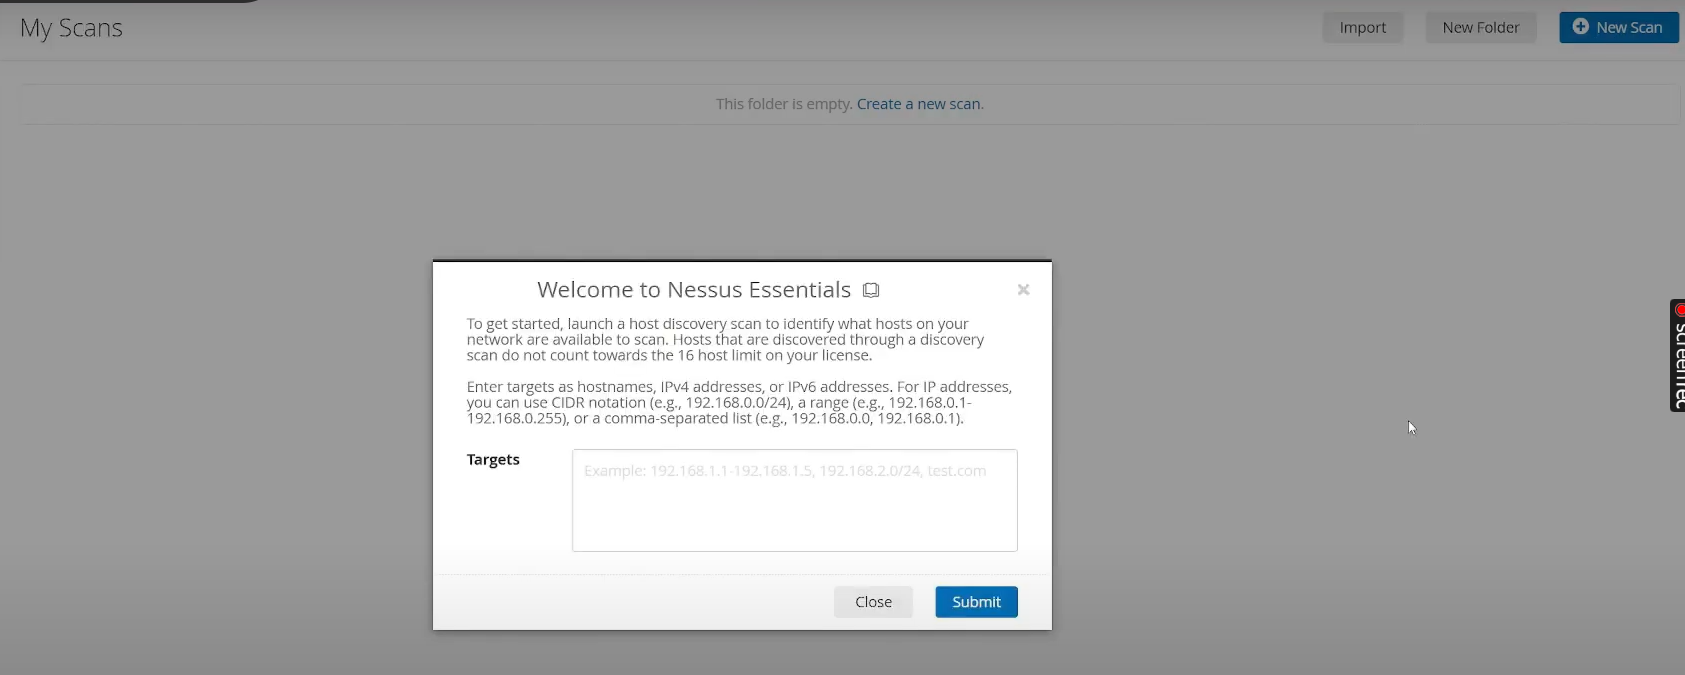 My Scans
Import
New Folder
New Scan
This folder is empty. Create a new scan.
Welcome to Nessus Essentials
To get started, launch a host discovery scan to identify what hosts on your
network are available to scan. Hosts that are discovered through a discovery
scan do not count towards the 16 host limit on your license.
Enter targets as hostnames, IPv4 addresses, or IPv6 addresses. For IP addresses,
you can use CIDR notation (e.g., 192.168.0.0/24), a range (e.g., 192.168.0.1-
192.168.0.255), or a comma-separated list (e.g., 192.168.0.0, 192.168.0.1).
Targets
Example: 192.168.1.1-192.168.1.5, 192.168.2.0/24, test.com
Close
Submit
screenrec